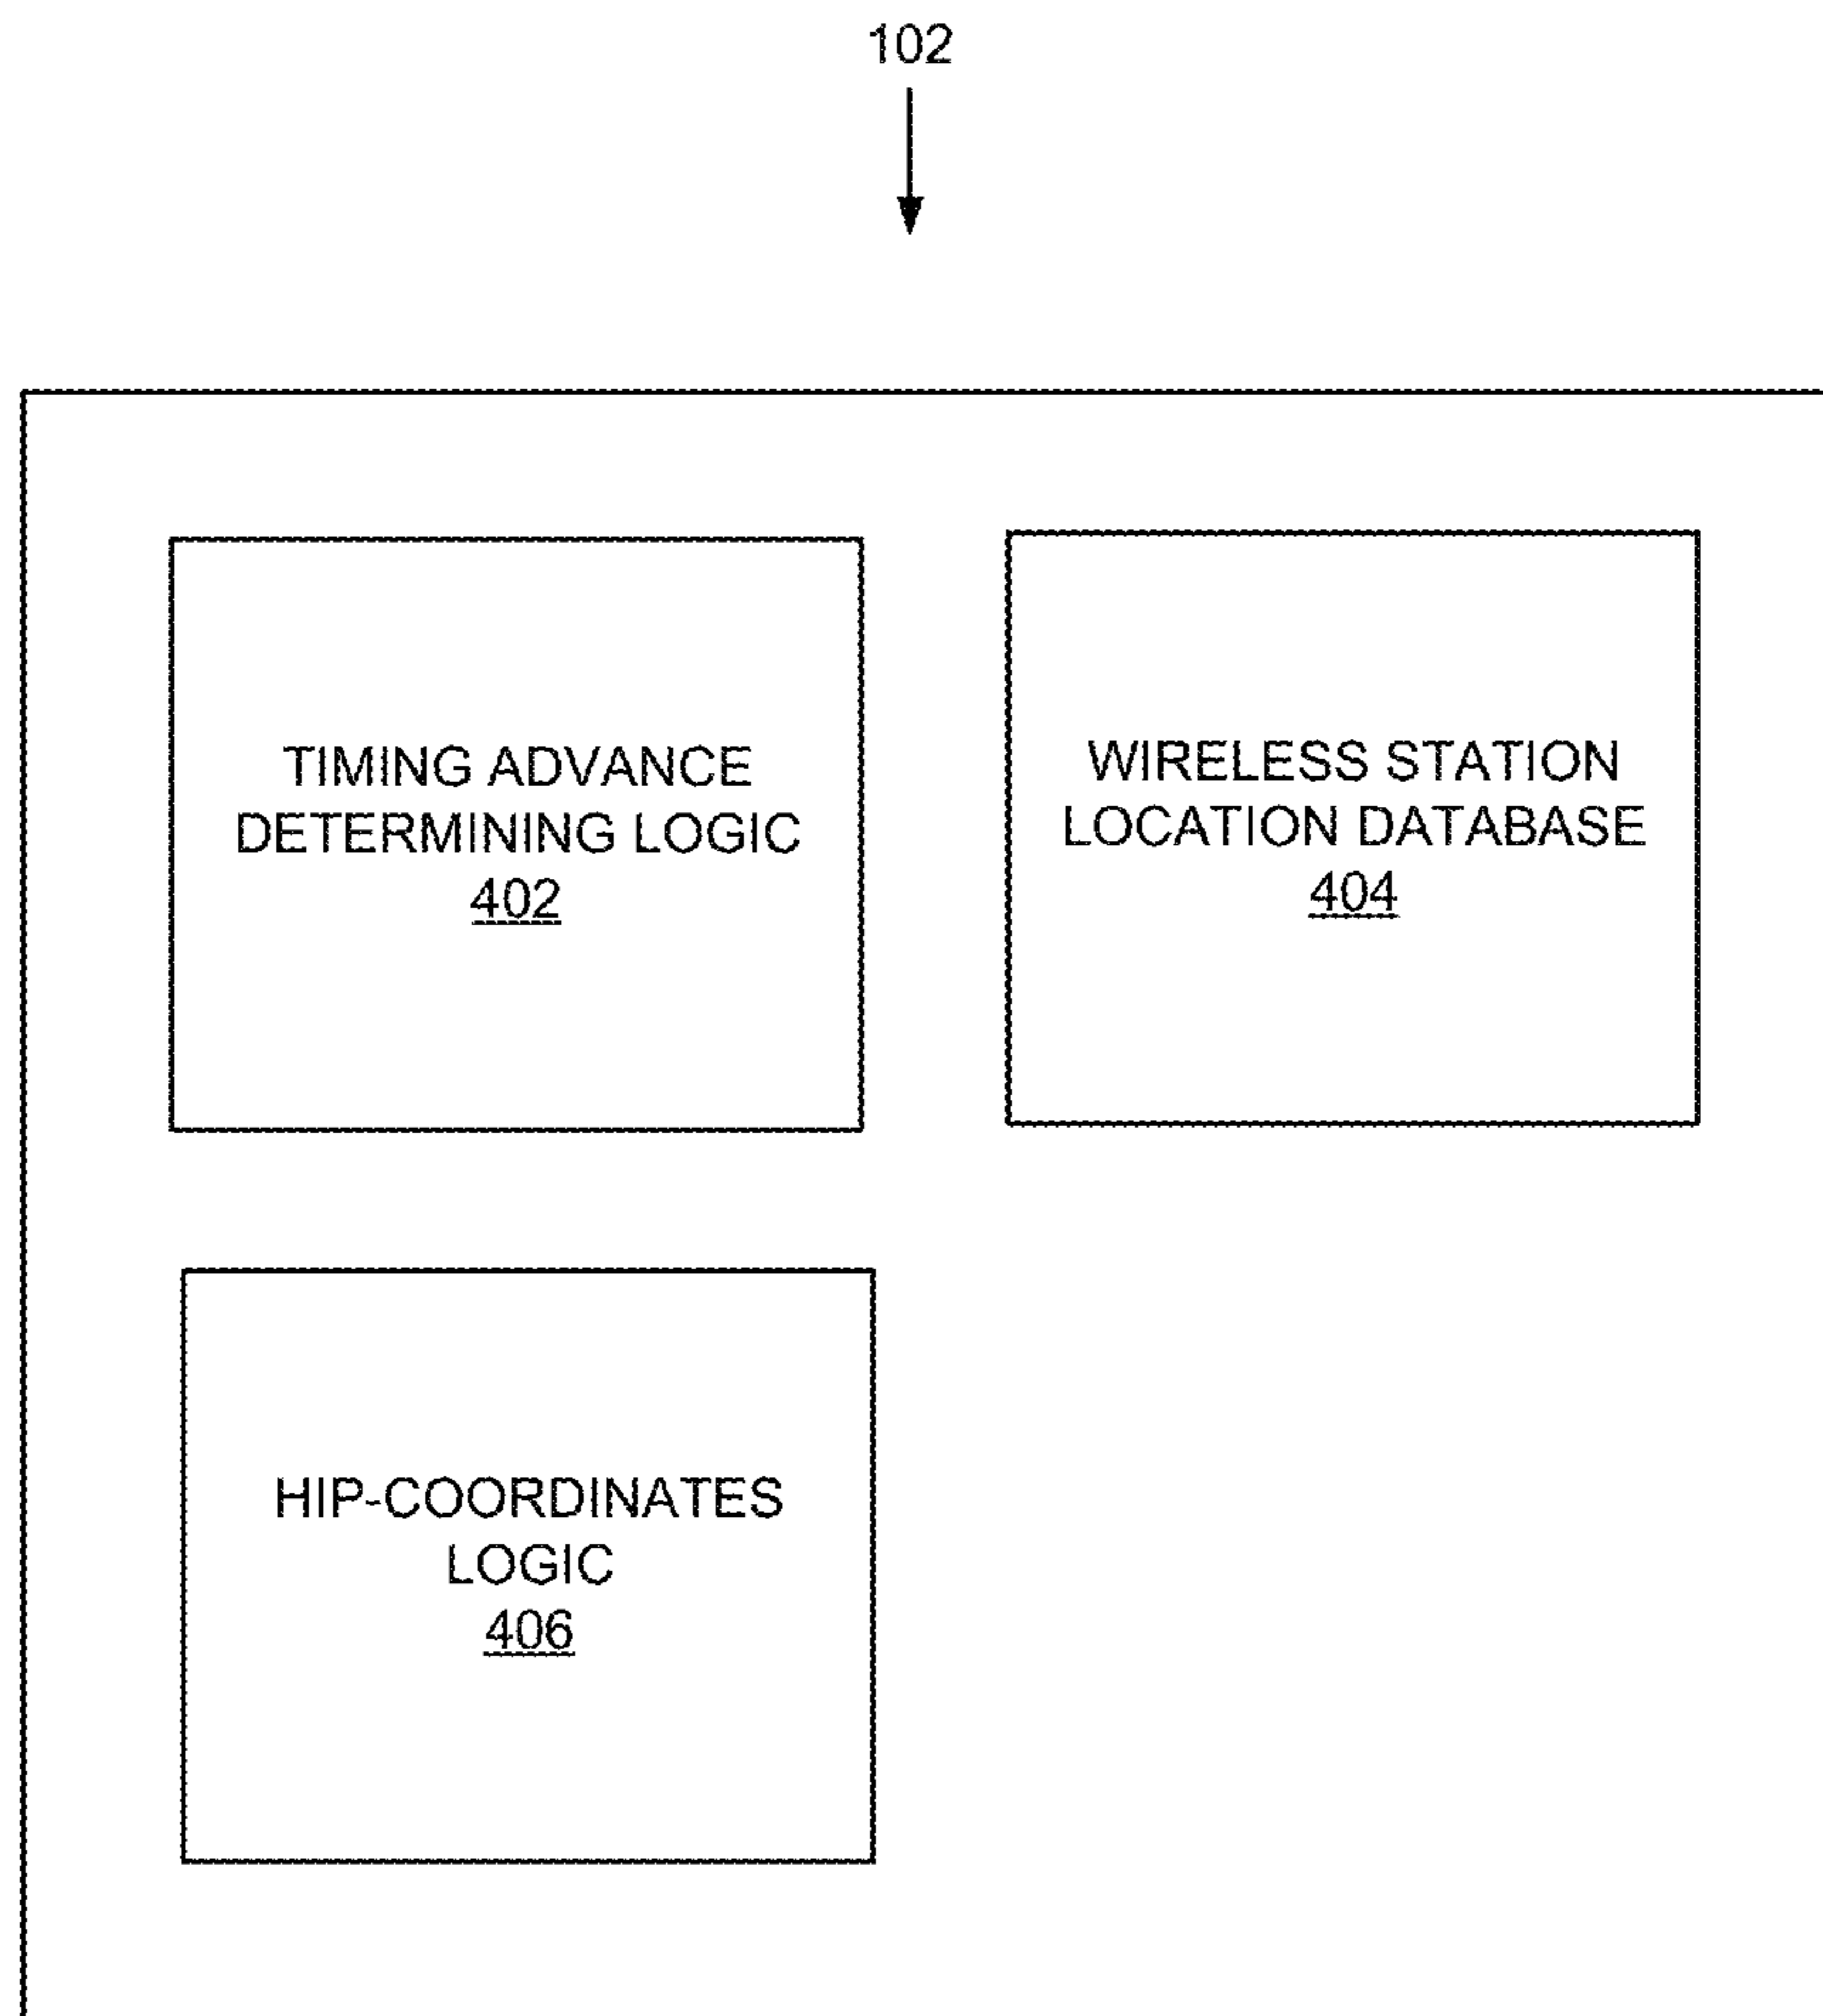 102
TIMING ADVANCE
DETERMINING LOGIC
402
WIRELESS STATION
LOCATION DATABASE
404
HIP-COORDINATES
LOGIC
406